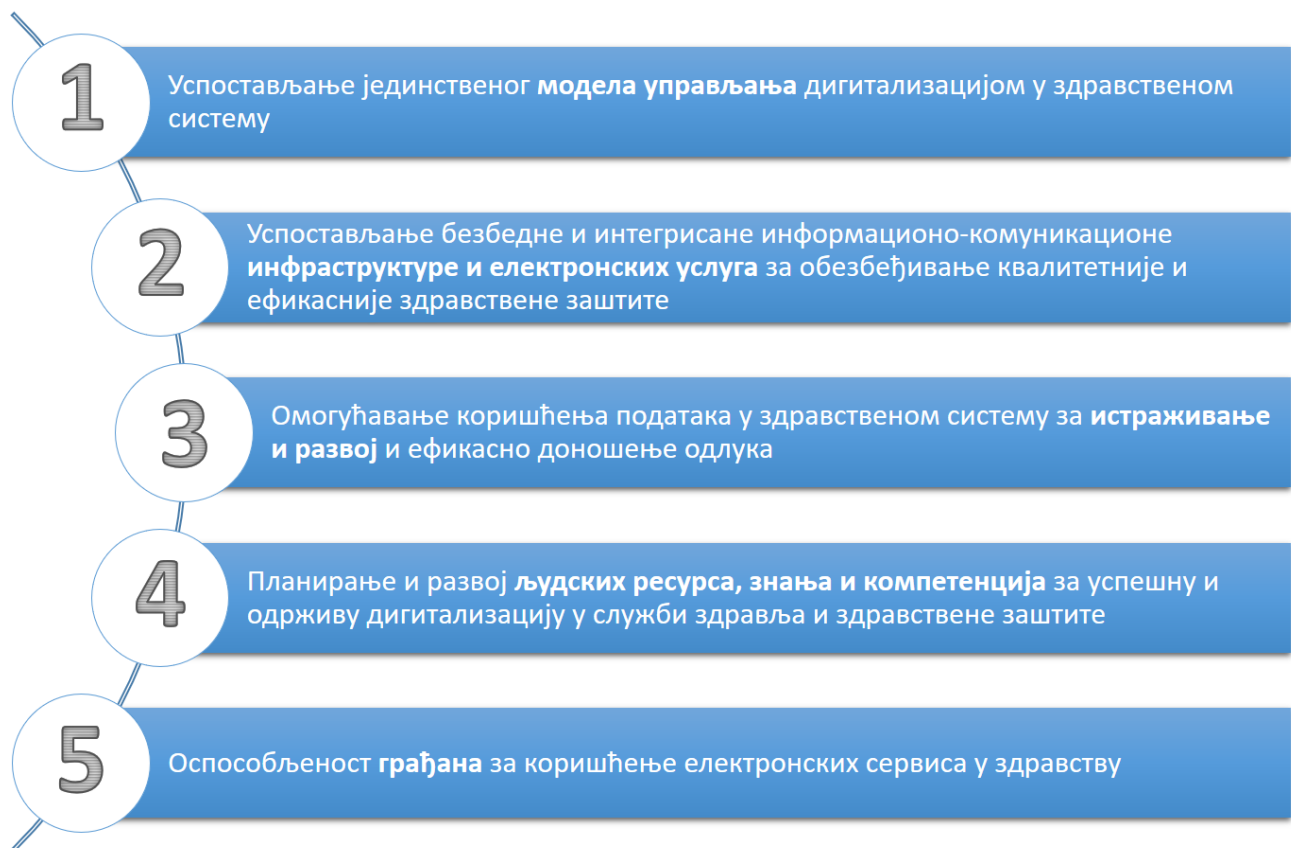 1
Успостављање јединственог модела управљања дигитализацијом у здравственом
систему
2
Успостављање безбедне и интегрисане информационо-комуникационе
инфраструктуре и електронских услуга за обезбеђивање квалитетније и
ефикасније здравствене заштите
3
Омогућавање коришћења података у здравственом систему за истраживање
и развој и ефикасно доношење одлука
4
Планирање и развој људских ресурса, знања и компетенција за успешну и
одрживу дигитализацију у служби здравља и здравствене заштите
5
Оспособљеност грађана за коришћење електронских сервиса у здравству